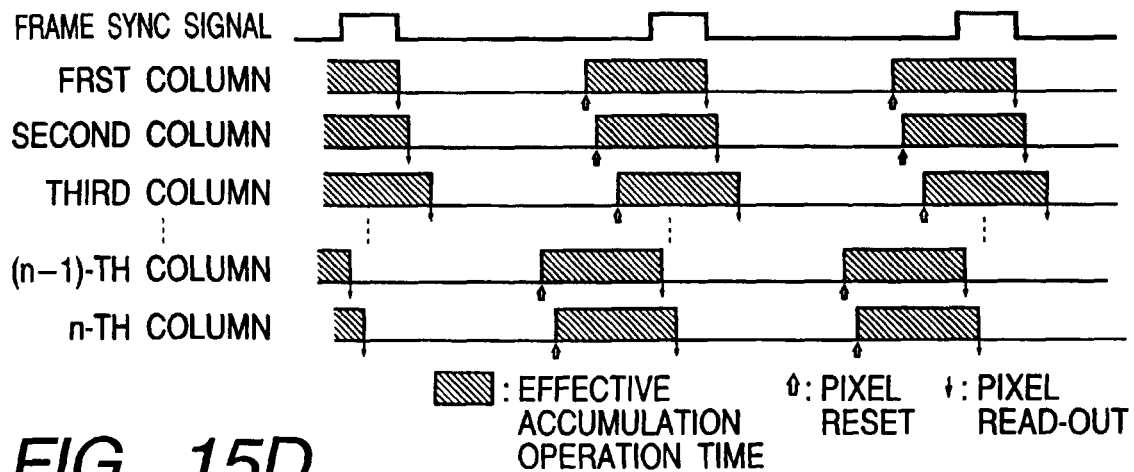 FRAME SYNC SIGNAL
FRST COLUMN
SECOND COLUMN
THIRD COLUMN
(n−1)-TH COLUMN
n-TH COLUMN
: EFFECTIVE
ACCUMULATION
OPERATION TIME
: PIXEL
RESET
: PIXEL
READ-OUT
FIG. 15D